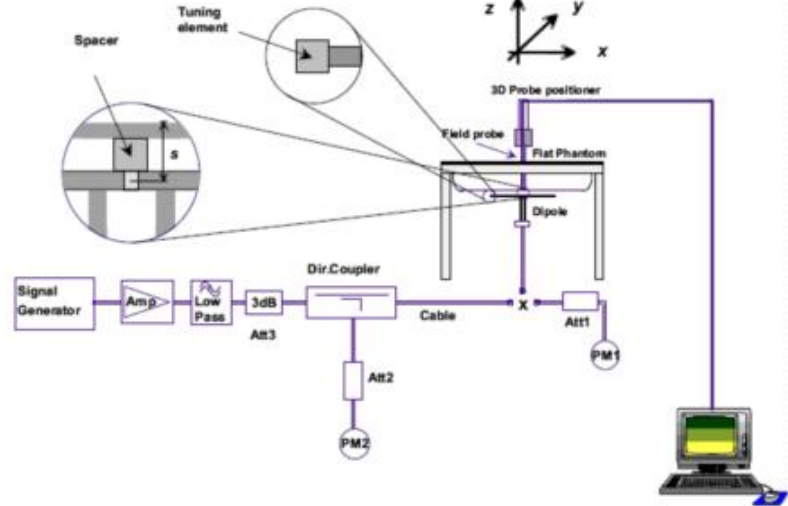 Tuning
element
Spacer
z
y
x
3D Probe positioner
Field probe
Flat Phantom
s
Dipole
Dir.Coupler
Signal
Generator
Amp
Low
Pass
3dB
Cable
x
Att3
Att1
PM1
Att2
PM2